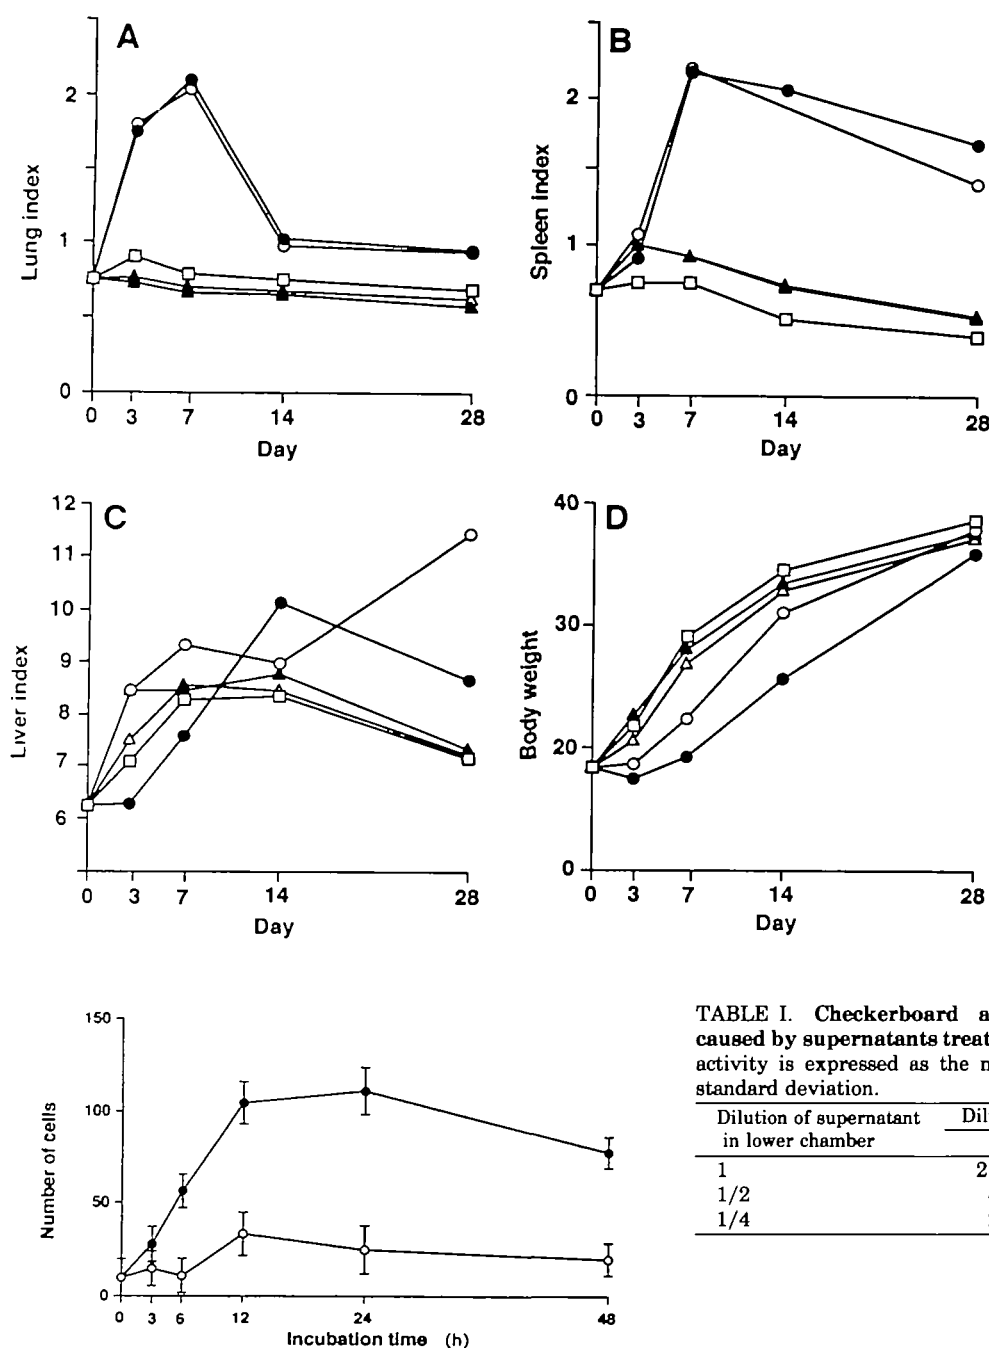 A
Lung index
2
1
0
0 3 7 14 28
Day
B
Spleen index
2
1
0
0 3 7 14 28
Day
C
Liver index
12
11
10
9
8
7
6
0 3 7 14 28
Day
D
Body weight
40
30
20
0
0 3 7 14 28
Day
Number of cells
150
100
50
0
0 3 6 12 24 48
Incubation time (h)
TABLE I. Checkerboard a
caused by supernatants treat
activity is expressed as the
standard deviation.
Dilution of supernatant
in lower chamber
1 2
1/2
1/4